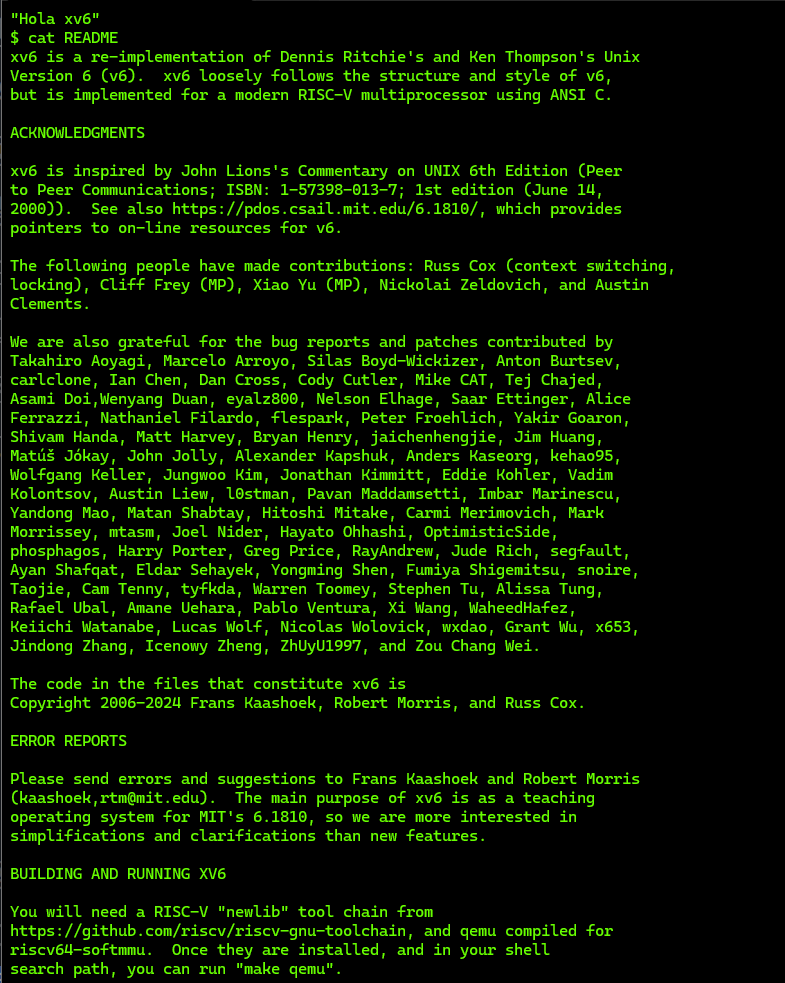 "Hola xv6"
$ cat README
xv6 is a re-implementation of Dennis Ritchie's and Ken Thompson's Unix
Version 6 (v6).  xv6 loosely follows the structure and style of v6,
but is implemented for a modern RISC-V multiprocessor using ANSI C.

ACKNOWLEDGMENTS

xv6 is inspired by John Lions's Commentary on UNIX 6th Edition (Peer
to Peer Communications; ISBN: 1-57398-013-7; 1st edition (June 14,
2000)).  See also https://pdos.csail.mit.edu/6.1810/, which provides
pointers to on-line resources for v6.

The following people have made contributions: Russ Cox (context switching,
locking), Cliff Frey (MP), Xiao Yu (MP), Nickolai Zeldovich, and Austin
Clements.

We are also grateful for the bug reports and patches contributed by
Takahiro Aoyagi, Marcelo Arroyo, Silas Boyd-Wickizer, Anton Burtsev,
carlclone, Ian Chen, Dan Cross, Cody Cutler, Mike CAT, Tej Chajed,
Asami Doi,Wenyang Duan, eyalz800, Nelson Elhage, Saar Ettinger, Alice
Ferrazzi, Nathaniel Filardo, flespark, Peter Froehlich, Yakir Goaron,
Shivam Handa, Matt Harvey, Bryan Henry, jaichenhengjie, Jim Huang,
Matúš Jókay, John Jolly, Alexander Kapshuk, Anders Kaseorg, kehao95,
Wolfgang Keller, Jungwoo Kim, Jonathan Kimmitt, Eddie Kohler, Vadim
Kolontsov, Austin Liew, l0stman, Pavan Maddamsetti, Imbar Marinescu,
Yandong Mao, Matan Shabtay, Hitoshi Mitake, Carmi Merimovich, Mark
Morrissey, mtasm, Joel Nider, Hayato Ohhashi, OptimisticSide,
phosphagos, Harry Porter, Greg Price, RayAndrew, Jude Rich, segfault,
Ayan Shafqat, Eldar Sehayek, Yongming Shen, Fumiya Shigemitsu, snoire,
Taojie, Cam Tenny, tyfkda, Warren Toomey, Stephen Tu, Alissa Tung,
Rafael Ubal, Amane Uehara, Pablo Ventura, Xi Wang, WaheedHafez,
Keiichi Watanabe, Lucas Wolf, Nicolas Wolovick, wxdao, Grant Wu, x653,
Jindong Zhang, Icenowy Zheng, ZhUyU1997, and Zou Chang Wei.

The code in the files that constitute xv6 is
Copyright 2006-2024 Frans Kaashoek, Robert Morris, and Russ Cox.

ERROR REPORTS

Please send errors and suggestions to Frans Kaashoek and Robert Morris
(kaashoek,rtm@mit.edu).  The main purpose of xv6 is as a teaching
operating system for MIT's 6.1810, so we are more interested in
simplifications and clarifications than new features.

BUILDING AND RUNNING XV6

You will need a RISC-V "newlib" tool chain from
https://github.com/riscv/riscv-gnu-toolchain, and qemu compiled for
riscv64-softmmu.  Once they are installed, and in your shell
search path, you can run "make qemu".